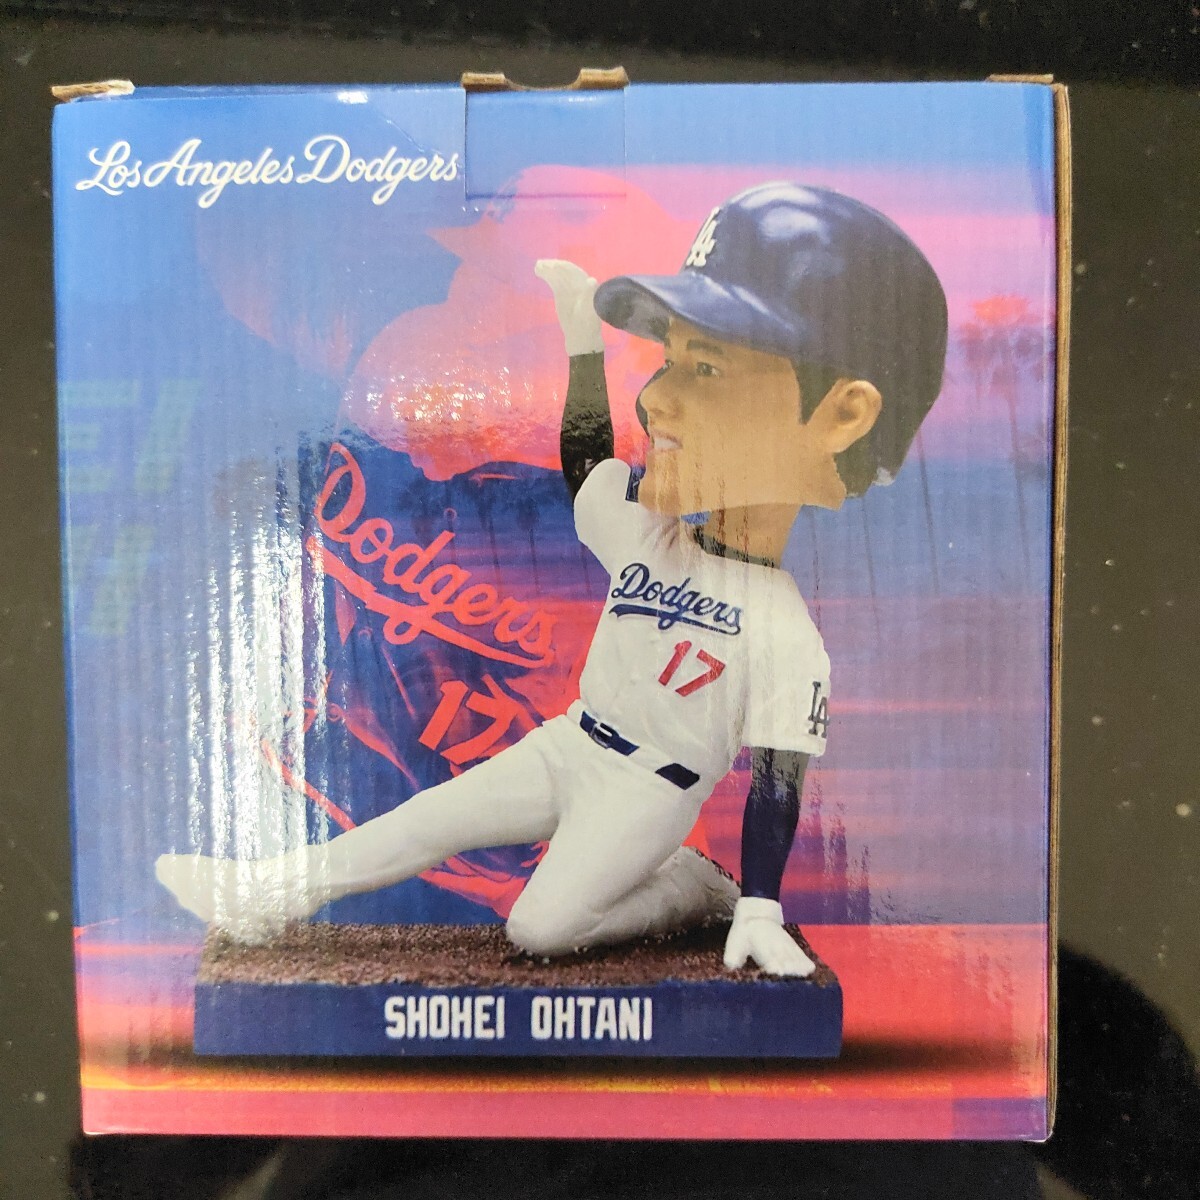 Los Angeles Dodgers
LA
Dodgers
17
Dodgers
17
LA
SHOHEI OHTANI